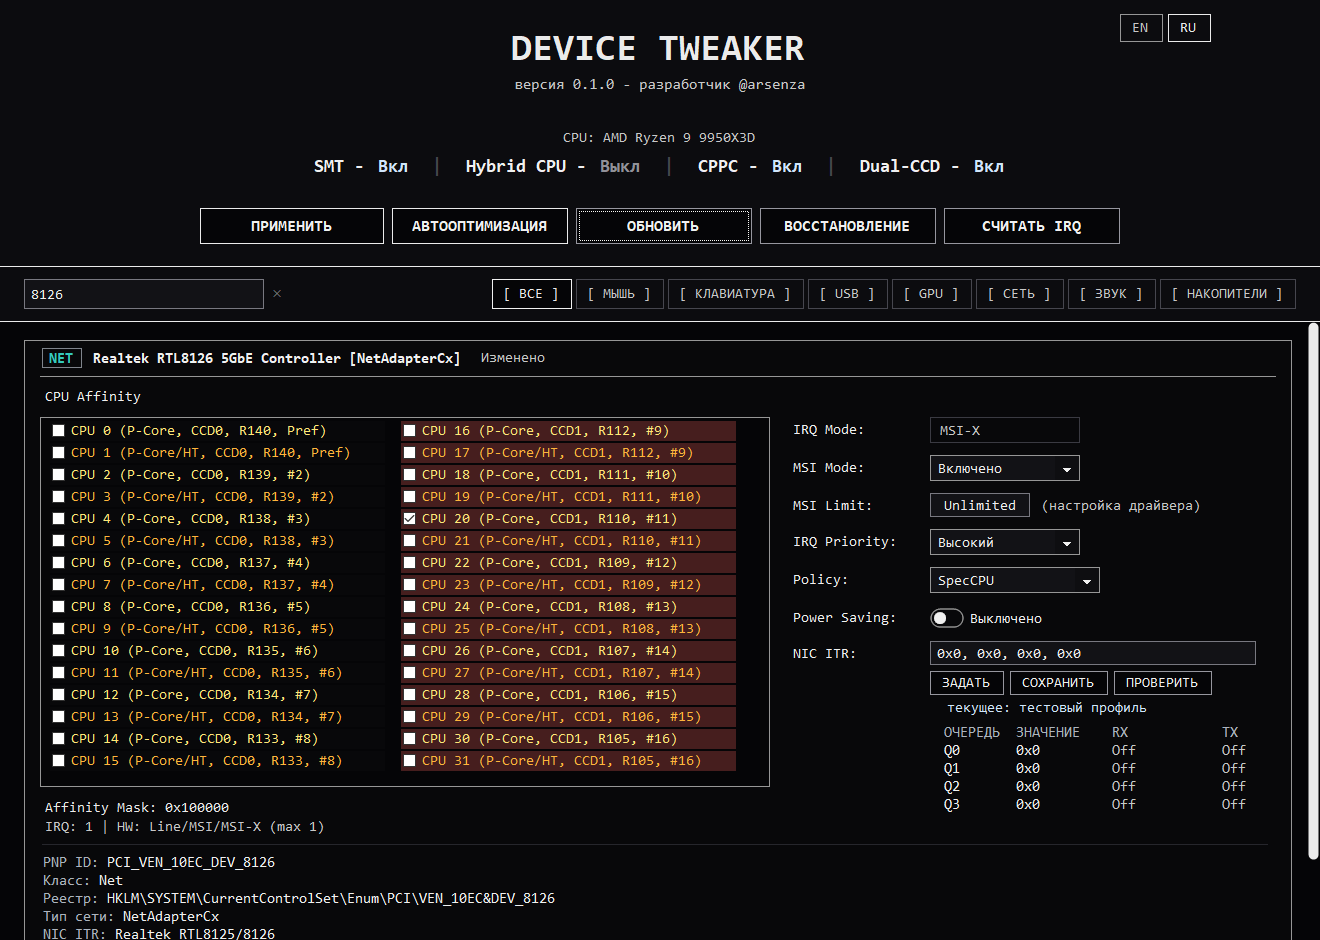 EN RU
DEVICE TWEAKER
версия 0.1.0 - разработчик @arsenza
CPU: AMD Ryzen 9 9950X3D
SMT - Вкл | Hybrid CPU - Выкл | CPPC - Вкл | Dual-CCD - Вкл
ПРИМЕНИТЬ АВТООПТИМИЗАЦИЯ ОБНОВИТЬ ВОССТАНОВЛЕНИЕ СЧИТАТЬ IRQ
8126 × [ ВСЕ ] [ МЫШЬ ] [ КЛАВИАТУРА ] [ USB ] [ GPU ] [ СЕТЬ ] [ ЗВУК ] [ НАКОПИТЕЛИ ]
NET Realtek RTL8126 5GbE Controller [NetAdapterCx] Изменено
CPU Affinity
CPU 0 (P-Core, CCD0, R140, Pref)
CPU 1 (P-Core/HT, CCD0, R140, Pref)
CPU 2 (P-Core, CCD0, R139, #2)
CPU 3 (P-Core/HT, CCD0, R139, #2)
CPU 4 (P-Core, CCD0, R138, #3)
CPU 5 (P-Core/HT, CCD0, R138, #3)
CPU 6 (P-Core, CCD0, R137, #4)
CPU 7 (P-Core/HT, CCD0, R137, #4)
CPU 8 (P-Core, CCD0, R136, #5)
CPU 9 (P-Core/HT, CCD0, R136, #5)
CPU 10 (P-Core, CCD0, R135, #6)
CPU 11 (P-Core/HT, CCD0, R135, #6)
CPU 12 (P-Core, CCD0, R134, #7)
CPU 13 (P-Core/HT, CCD0, R134, #7)
CPU 14 (P-Core, CCD0, R133, #8)
CPU 15 (P-Core/HT, CCD0, R133, #8)
CPU 16 (P-Core, CCD1, R112, #9)
CPU 17 (P-Core/HT, CCD1, R112, #9)
CPU 18 (P-Core, CCD1, R111, #10)
CPU 19 (P-Core/HT, CCD1, R111, #10)
CPU 20 (P-Core, CCD1, R110, #11)
CPU 21 (P-Core/HT, CCD1, R110, #11)
CPU 22 (P-Core, CCD1, R109, #12)
CPU 23 (P-Core/HT, CCD1, R109, #12)
CPU 24 (P-Core, CCD1, R108, #13)
CPU 25 (P-Core/HT, CCD1, R108, #13)
CPU 26 (P-Core, CCD1, R107, #14)
CPU 27 (P-Core/HT, CCD1, R107, #14)
CPU 28 (P-Core, CCD1, R106, #15)
CPU 29 (P-Core/HT, CCD1, R106, #15)
CPU 30 (P-Core, CCD1, R105, #16)
CPU 31 (P-Core/HT, CCD1, R105, #16)
IRQ Mode: MSI-X
MSI Mode: Включено
MSI Limit: Unlimited (настройка драйвера)
IRQ Priority: Высокий
Policy: SpecCPU
Power Saving: Выключено
NIC ITR: 0x0, 0x0, 0x0, 0x0
ЗАДАТЬ СОХРАНИТЬ ПРОВЕРИТЬ
текущее: тестовый профиль
ОЧЕРЕДЬ ЗНАЧЕНИЕ RX TX
Q0 0x0 Off Off
Q1 0x0 Off Off
Q2 0x0 Off Off
Q3 0x0 Off Off
Affinity Mask: 0x100000
IRQ: 1 | HW: Line/MSI/MSI-X (max 1)
PNP ID: PCI_VEN_10EC_DEV_8126
Класс: Net
Реестр: HKLM\SYSTEM\CurrentControlSet\Enum\PCI\VEN_10EC&DEV_8126
Тип сети: NetAdapterCx
NIC ITR: Realtek RTL8125/8126